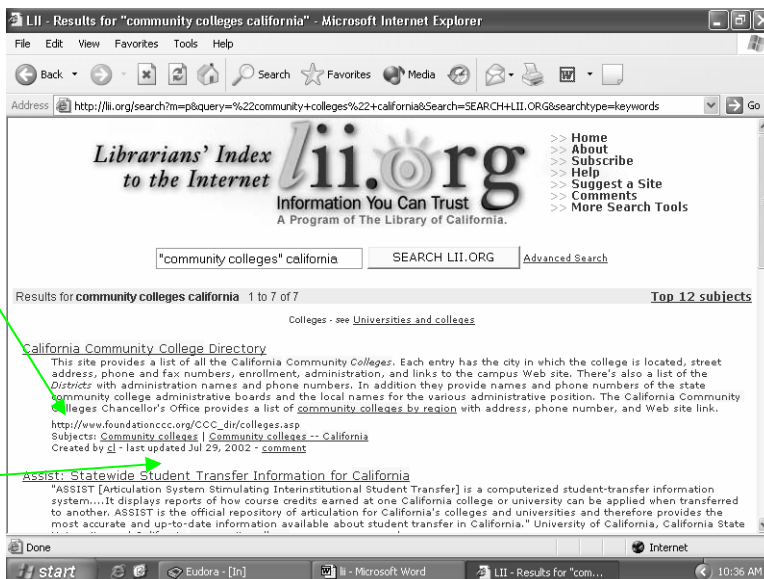 LII - Results for "community colleges california" - Microsoft Internet Explorer
File Edit View Favorites Tools Help
Back Search Favorites Media
Address http://lii.org/search?m=p&query=%22community+colleges%22+california&Search=SEARCH+LII.ORG&searchtype=keywords Go
Librarians' Index
to the Internet
lii.org
Information You Can Trust
A Program of The Library of California.
>> Home
>> About
>> Subscribe
>> Help
>> Suggest a Site
>> Comments
>> More Search Tools
"community colleges" california SEARCH LII.ORG Advanced Search
Results for community colleges california 1 to 7 of 7 Top 12 subjects
Colleges - see Universities and colleges
California Community College Directory
This site provides a list of all the California Community Colleges. Each entry has the city in which the college is located, street
address, phone and fax numbers, enrollment, administration, and links to the campus Web site. There's also a list of the
Districts with administration names and phone numbers. In addition they provide names and phone numbers of the state
community college administrative boards and the local names for the various administrative position. The California Community
Colleges Chancellor's Office provides a list of community colleges by region with address, phone number, and Web site link.
http://www.foundationccc.org/CCC_dir/colleges.asp
Subjects: Community colleges | Community colleges -- California
Created by cl - last updated Jul 29, 2002 - comment
Assist: Statewide Student Transfer Information for California
"ASSIST [Articulation System Stimulating Interinstitutional Student Transfer] is a computerized student-transfer information
system....It displays reports of how course credits earned at one California college or university can be applied when transferred
to another. ASSIST is the official repository of articulation for California's colleges and universities and therefore provides the
most accurate and up-to-date information available about student transfer in California." University of California, California State
Done Internet
start Eudora - [In] lii - Microsoft Word LII - Results for "com... 10:36 AM